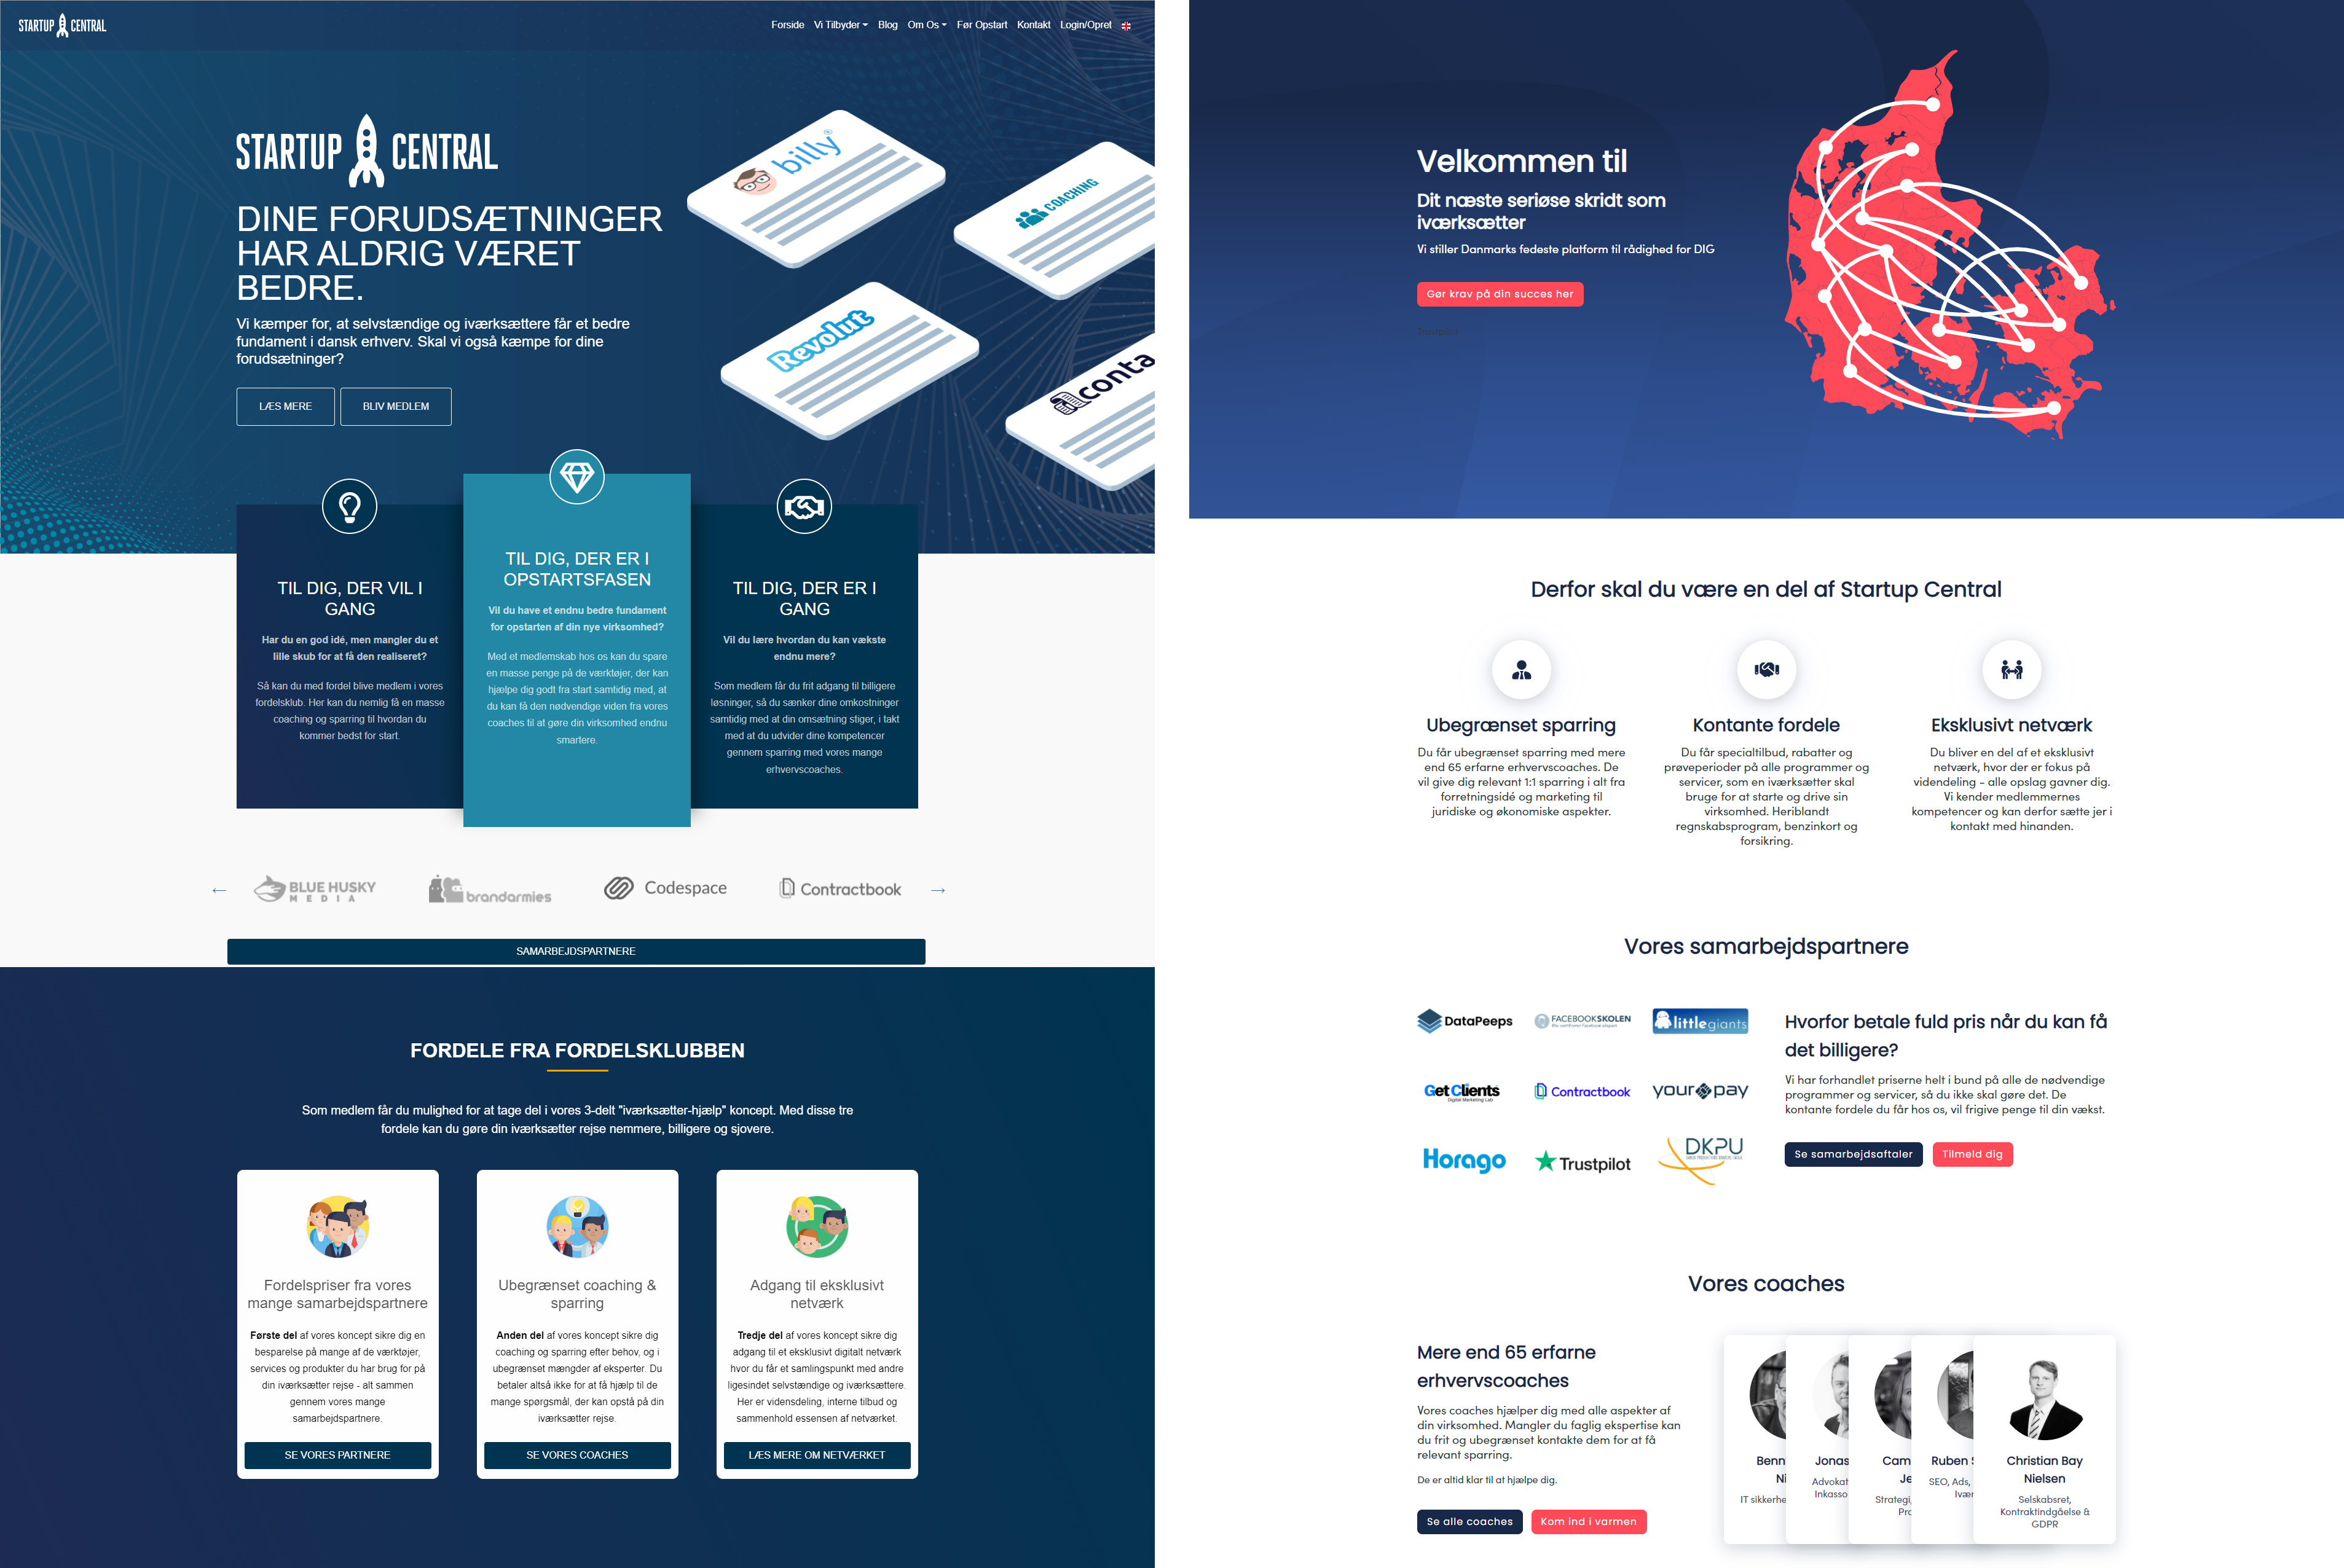 STARTUP CENTRAL
Forside Vi Tilbyder Blog Om Os Før Opstart Kontakt Login/Opret
STARTUP CENTRAL
DINE FORUDSÆTNINGER
HAR ALDRIG VÆRET
BEDRE.
Vi kæmper for, at selvstændige og iværksættere får et bedre
fundament i dansk erhverv. Skal vi også kæmpe for dine
forudsætninger?
LÆS MERE
BLIV MEDLEM
billy®
COACHING
Revolut
conta
TIL DIG, DER VIL I
GANG
Har du en god idé, men mangler du et
lille skub for at få den realiseret?
Så kan du med fordel blive medlem i vores
fordelsklub. Her kan du nemlig få en masse
coaching og sparring til hvordan du
kommer bedst for start.
TIL DIG, DER ER I
OPSTARTSFASEN
Vil du have et endnu bedre fundament
for opstarten af din nye virksomhed?
Med et medlemskab hos os kan du spare
en masse penge på de værktøjer, der kan
hjælpe dig godt fra start samtidig med, at
du kan få den nødvendige viden fra vores
coaches til at gøre din virksomhed endnu
smartere.
TIL DIG, DER ER I
GANG
Vil du lære hvordan du kan vækste
endnu mere?
Som medlem får du frit adgang til billigere
løsninger, så du sænker dine omkostninger
samtidig med at din omsætning stiger, i takt
med at du udvider dine kompetencer
gennem sparring med vores mange
erhvervscoaches.
← BLUE HUSKY
MEDIA
brandarmies
Codespace
Contractbook →
SAMARBEJDSPARTNERE
FORDELE FRA FORDELSKLUBBEN
Som medlem får du mulighed for at tage del i vores 3-delt "iværksætter-hjælp" koncept. Med disse tre
fordele kan du gøre din iværksætter rejse nemmere, billigere og sjovere.
Fordelspriser fra vores
mange samarbejdspartnere
Første del af vores koncept sikre dig en
besparelse på mange af de værktøjer,
services og produkter du har brug for på
din iværksætter rejse - alt sammen
gennem vores mange
samarbejdspartnere.
SE VORES PARTNERE
Ubegrænset coaching &
sparring
Anden del af vores koncept sikre dig
coaching og sparring efter behov, og i
ubegrænset mængder af eksperter. Du
betaler altså ikke for at få hjælp til de
mange spørgsmål, der kan opstå på din
iværksætter rejse.
SE VORES COACHES
Adgang til eksklusivt
netværk
Tredje del af vores koncept sikre dig
adgang til et eksklusivt digitalt netværk
hvor du får et samlingspunkt med andre
ligesindet selvstændige og iværksættere.
Her er vidensdeling, interne tilbud og
sammenhold essensen af netværket.
LÆS MERE OM NETVÆRKET
Velkommen til
Dit næste seriøse skridt som
iværksætter
Vi stiller Danmarks fedeste platform til rådighed for DIG
Gør krav på din succes her
Trustpilot
Derfor skal du være en del af Startup Central
Ubegrænset sparring
Du får ubegrænset sparring med mere
end 65 erfarne erhvervscoaches. De
vil give dig relevant 1:1 sparring i alt fra
forretningsidé og marketing til
juridiske og økonomiske aspekter.
Kontante fordele
Du får specialtilbud, rabatter og
prøveperioder på alle programmer og
servicer, som en iværksætter skal
bruge for at starte og drive sin
virksomhed. Heriblandt
regnskabsprogram, benzinkort og
forsikring.
Eksklusivt netværk
Du bliver en del af et eksklusivt
netværk, hvor der er fokus på
videndeling - alle opslag gavner dig.
Vi kender medlemmernes
kompetencer og kan derfor sætte jer i
kontakt med hinanden.
Vores samarbejdspartnere
DataPeeps
FACEBOOKSKOLEN
littlegiants
Get Clients
Digital Marketing Lab
Contractbook
yourpay
Horago
Trustpilot
DKPU
Hvorfor betale fuld pris når du kan få
det billigere?
Vi har forhandlet priserne helt i bund på alle de nødvendige
programmer og servicer, så du ikke skal gøre det. De
kontante fordele du får hos os, vil frigive penge til din vækst.
Se samarbejdsaftaler
Tilmeld dig
Vores coaches
Mere end 65 erfarne
erhvervscoaches
Vores coaches hjælper dig med alle aspekter af
din virksomhed. Mangler du faglig ekspertise kan
du frit og ubegrænset kontakte dem for at få
relevant sparring.
De er altid klar til at hjælpe dig.
Se alle coaches
Kom ind i varmen
Benn
Ni
IT sikkerhe
Jonas
Advokat
Inkasso
Cam
Je
Strategi,
Pro
Ruben S
SEO, Ads,
Ivær
Christian Bay
Nielsen
Selskabsret,
Kontraktindgåelse &
GDPR